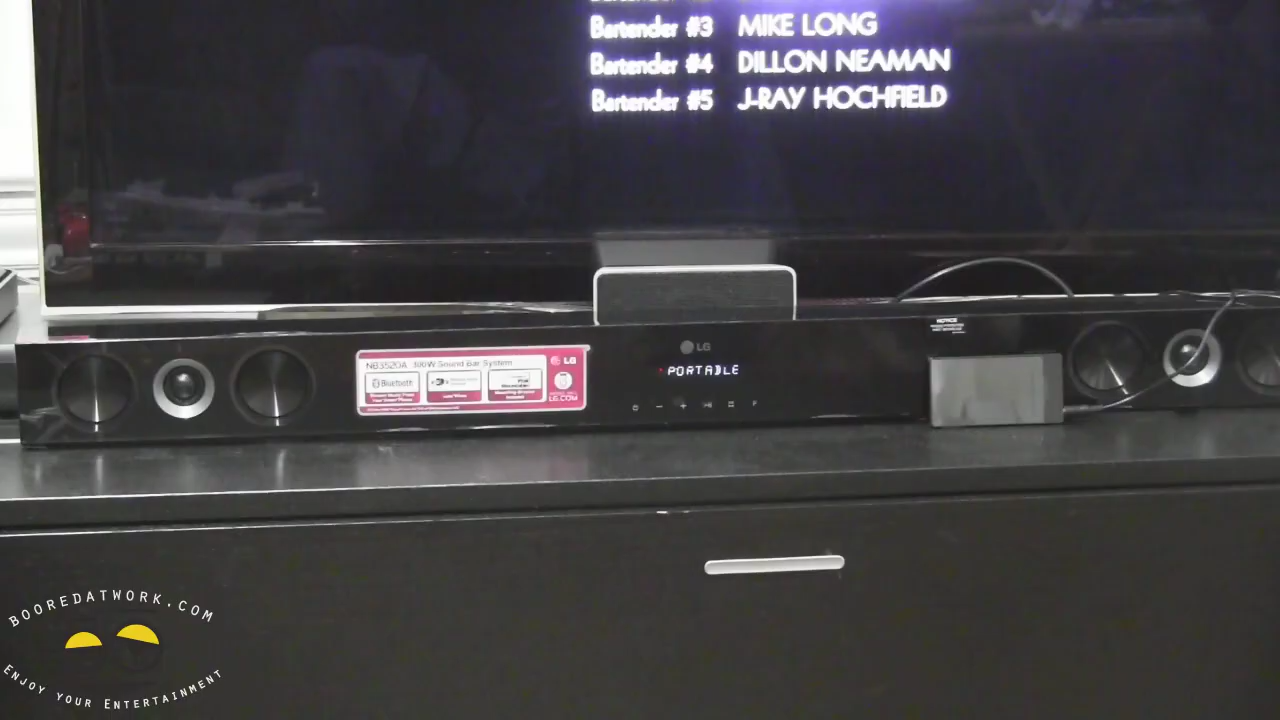 Bartender #3 MIKE LONG
Bartender #4 DILLON NEAMAN
Bartender #5 J-RAY HOCHFIELD
LG
PORTABLE
NB3520A 300W Sound Bar System
LG
Bluetooth
LG.COM
NOTICE
BOOREDATWORK.COM
ENJOY YOUR ENTERTAINMENT